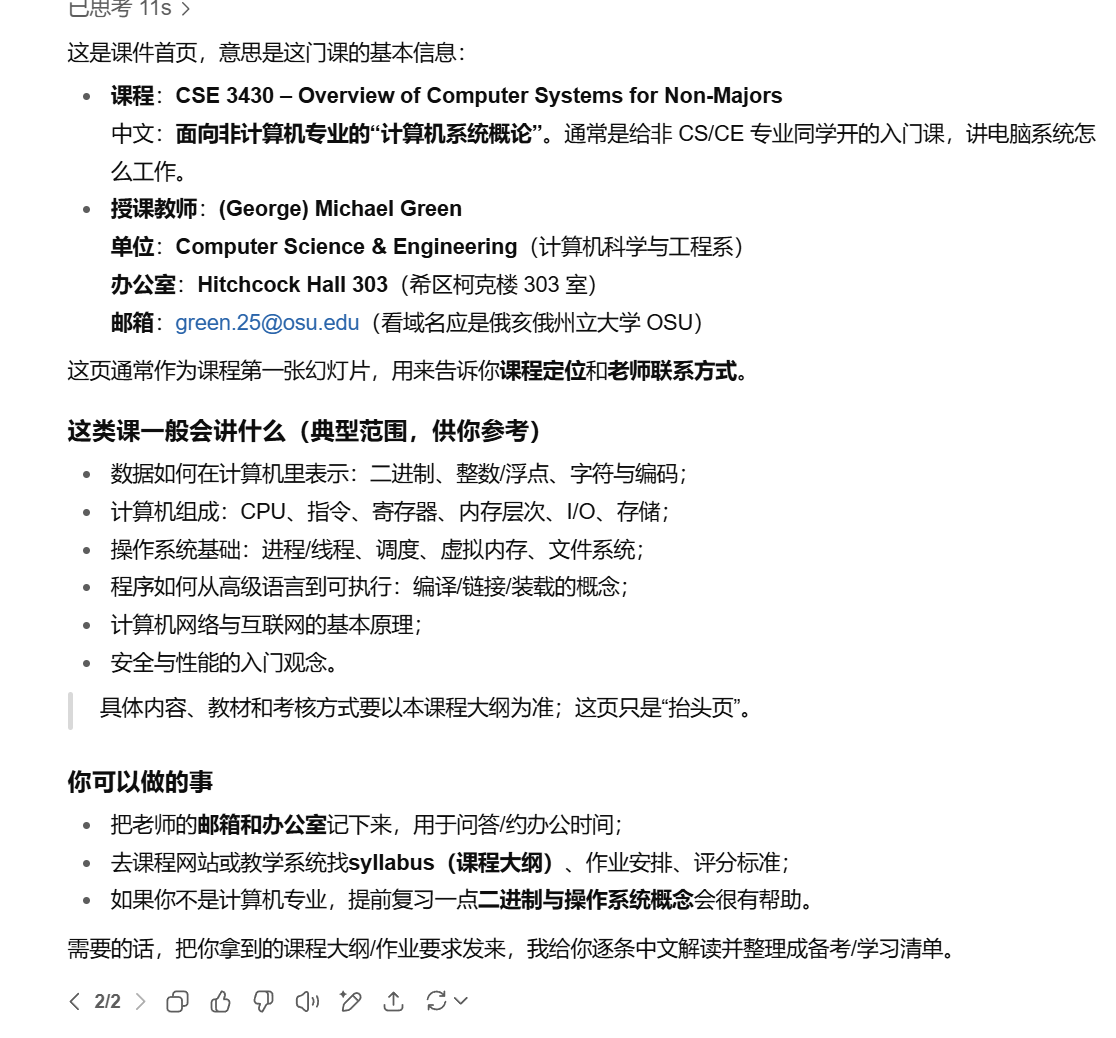 已思考 11s
这是课件首页，意思是这门课的基本信息：
课程：CSE 3430 – Overview of Computer Systems for Non-Majors
中文：面向非计算机专业的“计算机系统概论”。通常是给非 CS/CE 专业同学开的入门课，讲电脑系统怎
么工作。
授课教师：(George) Michael Green
单位：Computer Science & Engineering（计算机科学与工程系）
办公室：Hitchcock Hall 303（希区柯克楼 303 室）
邮箱：green.25@osu.edu（看域名应是俄亥俄州立大学 OSU）
这页通常作为课程第一张幻灯片，用来告诉你课程定位和老师联系方式。
这类课一般会讲什么（典型范围，供你参考）
数据如何在计算机里表示：二进制、整数/浮点、字符与编码；
计算机组成：CPU、指令、寄存器、内存层次、I/O、存储；
操作系统基础：进程/线程、调度、虚拟内存、文件系统；
程序如何从高级语言到可执行：编译/链接/装载的概念；
计算机网络与互联网的基本原理；
安全与性能的入门观念。
具体内容、教材和考核方式要以本课程大纲为准；这页只是“抬头页”。
你可以做的事
把老师的邮箱和办公室记下来，用于问答/约办公时间；
去课程网站或教学系统找syllabus（课程大纲）、作业安排、评分标准；
如果你不是计算机专业，提前复习一点二进制与操作系统概念会很有帮助。
需要的话，把你拿到的课程大纲/作业要求发来，我给你逐条中文解读并整理成备考/学习清单。
2/2